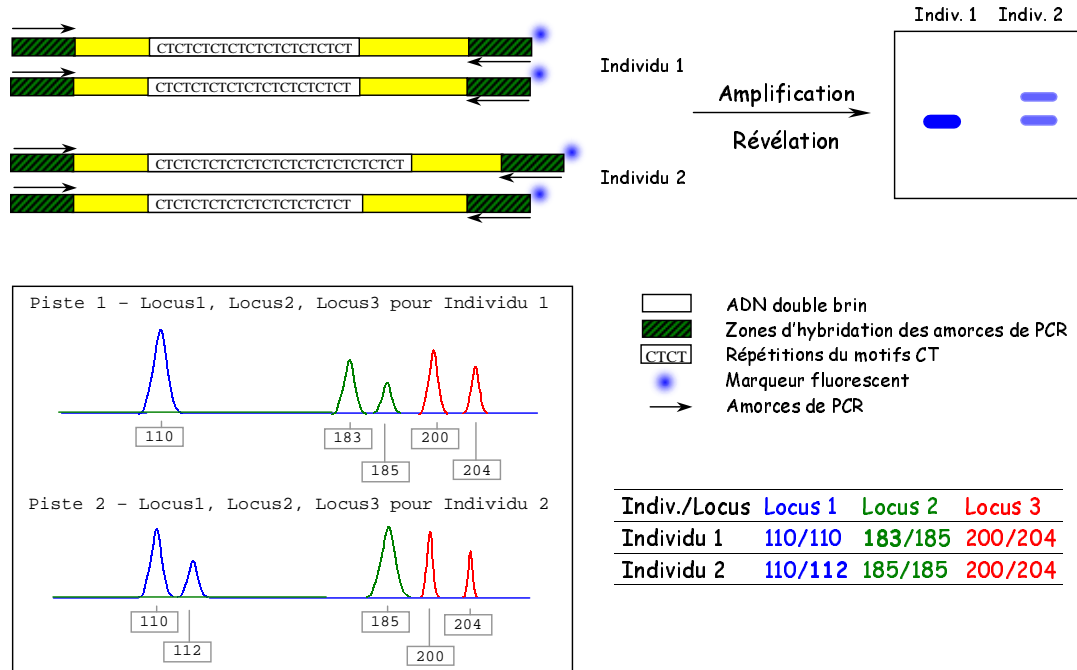 Indiv. 1 Indiv. 2
CTCTCTCTCTCTCTCTCTCTCT
CTCTCTCTCTCTCTCTCTCTCT
Individu 1
Amplification
Révélation
CTCTCTCTCTCTCTCTCTCTCTCTCTCT
CTCTCTCTCTCTCTCTCTCTCT
Individu 2
Piste 1 – Locus1, Locus2, Locus3 pour Individu 1
110
183
185
200
204
Piste 2 – Locus1, Locus2, Locus3 pour Individu 2
110
112
185
200
204
ADN double brin
Zones d'hybridation des amorces de PCR
CTCT Répétitions du motifs CT
Marqueur fluorescent
Amorces de PCR
Indiv./Locus Locus 1 Locus 2 Locus 3
Individu 1 110/110 183/185 200/204
Individu 2 110/112 185/185 200/204